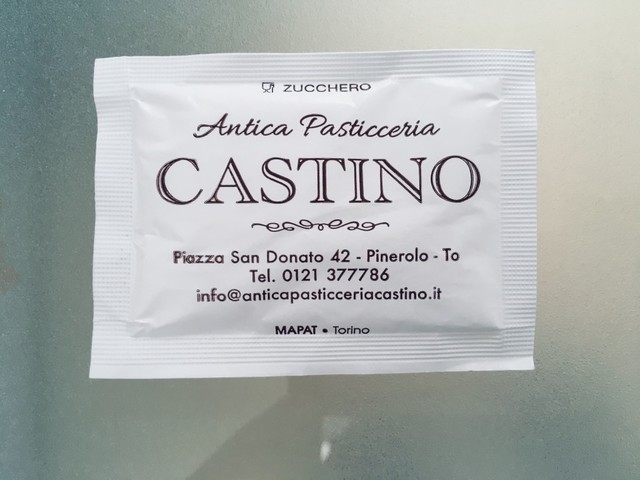 ZUCCHERO
Antica Pasticceria
CASTINO
Piazza San Donato 42 - Pinerolo - To
Tel. 0121 377786
info@anticapasticceriacastino.it
MAPAT • Torino